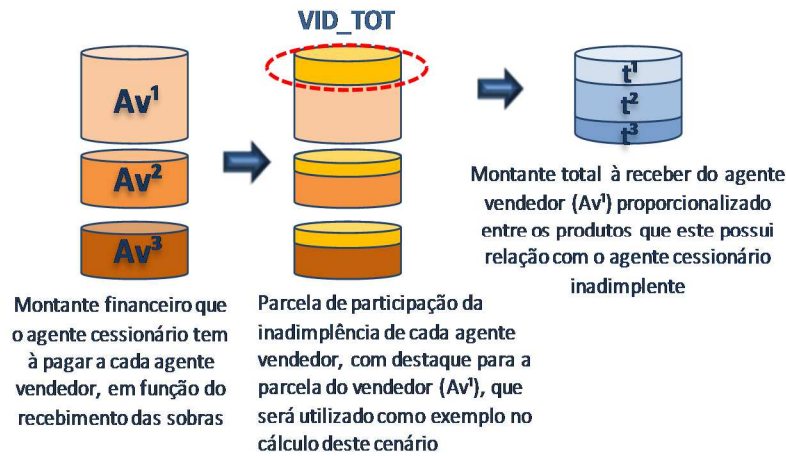 VID_TOT
Av¹
Av²
Av³
t¹
t²
t³
Montante financeiro que
o agente cessionário tem
à pagar a cada agente
vendedor, em função do
recebimento das sobras
Parcela de participação da
inadimplência de cada agente
vendedor, com destaque para a
parcela do vendedor (Av¹), que
será utilizado como exemplo no
cálculo deste cenário
Montante total à receber do agente
vendedor (Av¹) proporcionalizado
entre os produtos que este possui
relação com o agente cessionário
inadimplente